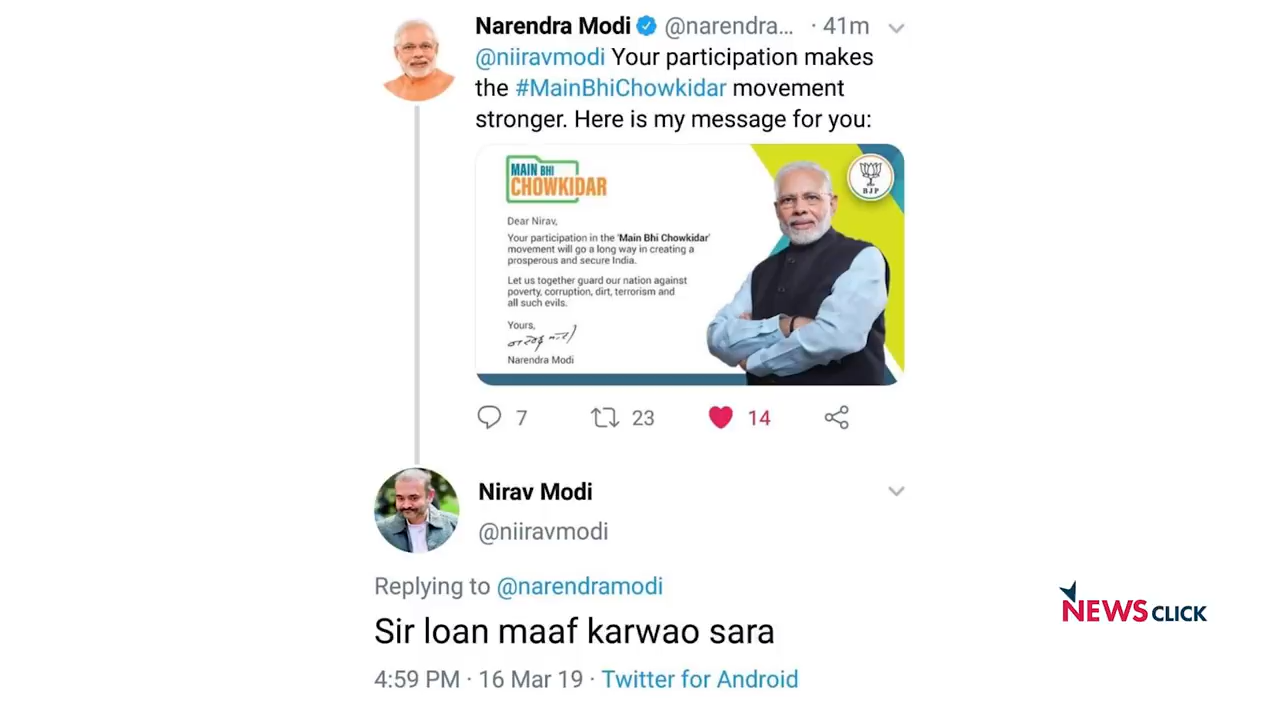 Narendra Modi @narendra... · 41m
@niiravmodi Your participation makes
the #MainBhiChowkidar movement
stronger. Here is my message for you:
MAIN BHI
CHOWKIDAR
BJP
Dear Nirav,
Your participation in the 'Main Bhi Chowkidar'
movement will go a long way in creating a
prosperous and secure India.
Let us together guard our nation against
poverty, corruption, dirt, terrorism and
all such evils.
Yours,
नरेन्द्र मोदी
Narendra Modi
7 23 14
Nirav Modi
@niiravmodi
Replying to @narendramodi
Sir loan maaf karwao sara
4:59 PM · 16 Mar 19 · Twitter for Android
NEWSCLICK